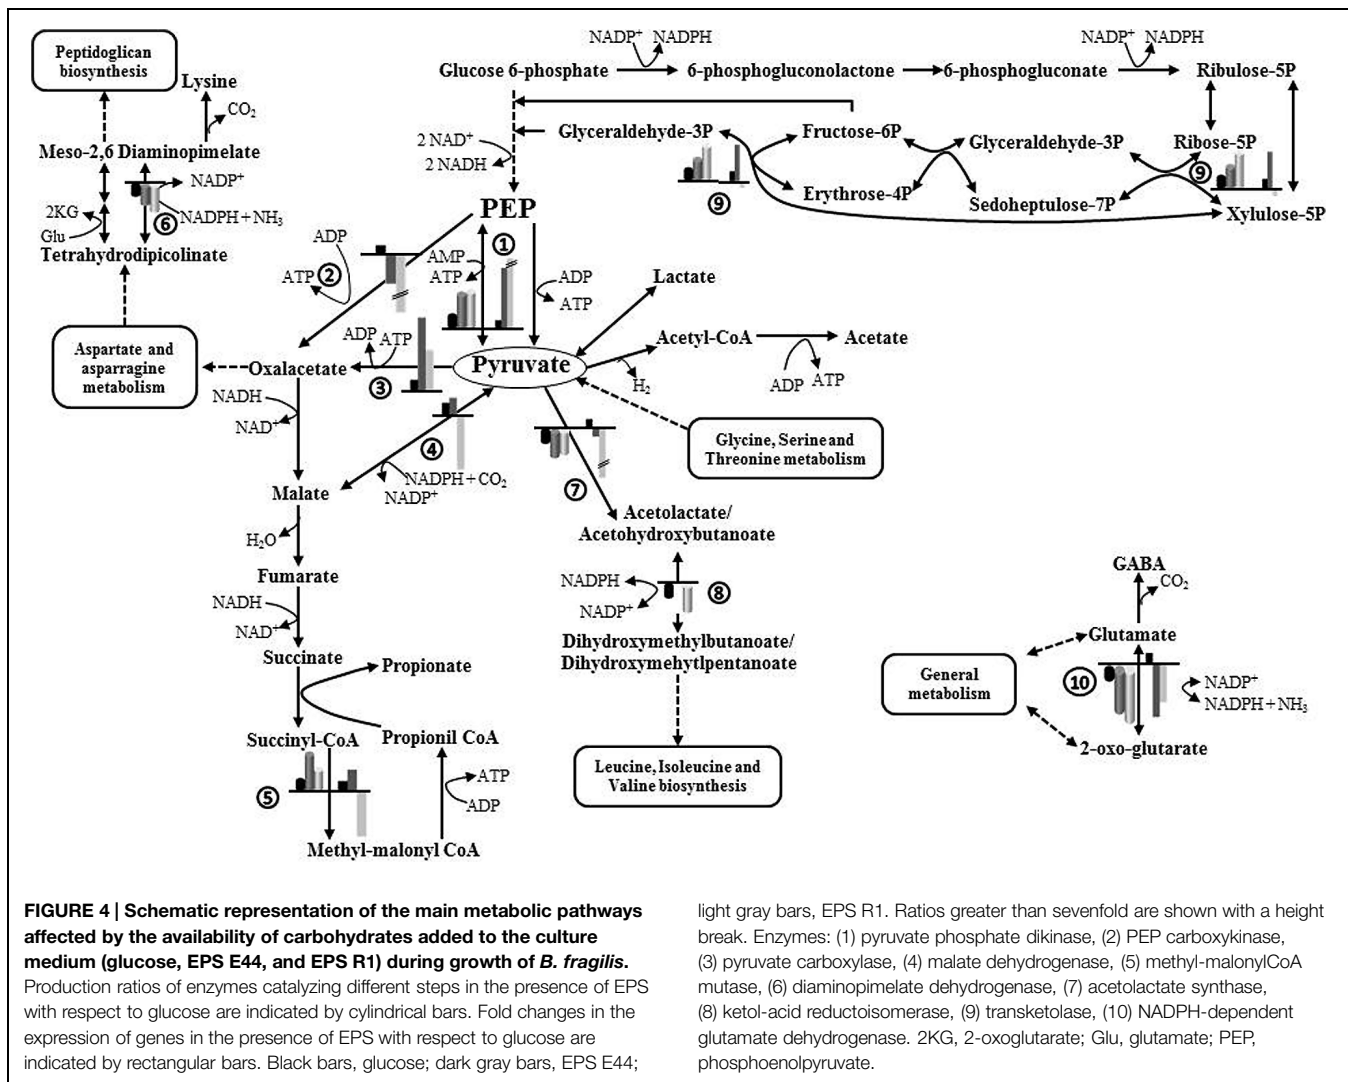 Peptidoglican
biosynthesis
Lysine
CO2
Meso-2,6 Diaminopimelate
NADP+
2KG
NADPH + NH3
Glu
⑥
Tetrahydrodipicolinate
Aspartate and
asparragine
metabolism
NADP+ NADPH
NADP+ NADPH
Glucose 6-phosphate
6-phosphogluconolactone
6-phosphogluconate
Ribulose-5P
2 NAD+
2 NADH
Glyceraldehyde-3P
Fructose-6P
Glyceraldehyde-3P
Ribose-5P
⑨
⑨
Erythrose-4P
Sedoheptulose-7P
Xylulose-5P
PEP
ADP
ATP
②
①
AMP
ATP
ADP
ATP
Lactate
ADP
ATP
③
Oxalacetate
Pyruvate
Acetyl-CoA
Acetate
H2
ADP
ATP
NADH
NAD+
④
NADPH + CO2
NADP+
Glycine, Serine and
Threonine metabolism
⑦
Malate
H2O
Fumarate
NADH
NAD+
Succinate
Propionate
Succinyl-CoA
Propionil CoA
⑤
ATP
ADP
Methyl-malonyl CoA
Acetolactate/
Acetohydroxybutanoate
NADPH
NADP+
⑧
Dihydroxymethylbutanoate/
Dihydroxymehytlpentanoate
Leucine, Isoleucine and
Valine biosynthesis
GABA
CO2
Glutamate
General
metabolism
⑩
NADP+
NADPH + NH3
2-oxo-glutarate
FIGURE 4 | Schematic representation of the main metabolic pathways
affected by the availability of carbohydrates added to the culture
medium (glucose, EPS E44, and EPS R1) during growth of B. fragilis.
Production ratios of enzymes catalyzing different steps in the presence of EPS
with respect to glucose are indicated by cylindrical bars. Fold changes in the
expression of genes in the presence of EPS with respect to glucose are
indicated by rectangular bars. Black bars, glucose; dark gray bars, EPS E44;
light gray bars, EPS R1. Ratios greater than sevenfold are shown with a height
break. Enzymes: (1) pyruvate phosphate dikinase, (2) PEP carboxykinase,
(3) pyruvate carboxylase, (4) malate dehydrogenase, (5) methyl-malonylCoA
mutase, (6) diaminopimelate dehydrogenase, (7) acetolactate synthase,
(8) ketol-acid reductoisomerase, (9) transketolase, (10) NADPH-dependent
glutamate dehydrogenase. 2KG, 2-oxoglutarate; Glu, glutamate; PEP,
phosphoenolpyruvate.